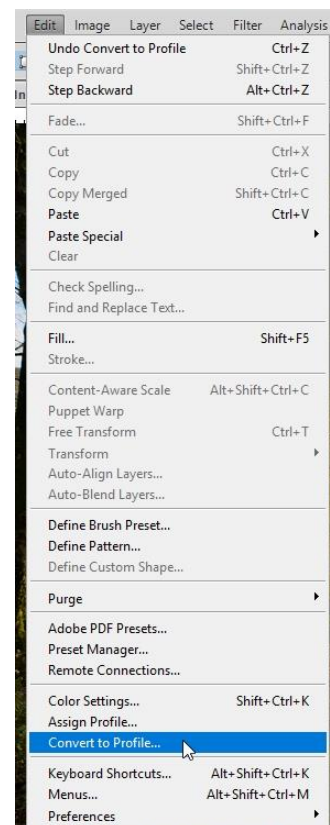 Edit Image Layer Select Filter Analysis
Undo Convert to Profile Ctrl+Z
Step Forward Shift+Ctrl+Z
Step Backward Alt+Ctrl+Z
Fade... Shift+Ctrl+F
Cut Ctrl+X
Copy Ctrl+C
Copy Merged Shift+Ctrl+C
Paste Ctrl+V
Paste Special
Clear
Check Spelling...
Find and Replace Text...
Fill... Shift+F5
Stroke...
Content-Aware Scale Alt+Shift+Ctrl+C
Puppet Warp
Free Transform Ctrl+T
Transform
Auto-Align Layers...
Auto-Blend Layers...
Define Brush Preset...
Define Pattern...
Define Custom Shape...
Purge
Adobe PDF Presets...
Preset Manager...
Remote Connections...
Color Settings... Shift+Ctrl+K
Assign Profile...
Convert to Profile...
Keyboard Shortcuts... Alt+Shift+Ctrl+K
Menus... Alt+Shift+Ctrl+M
Preferences